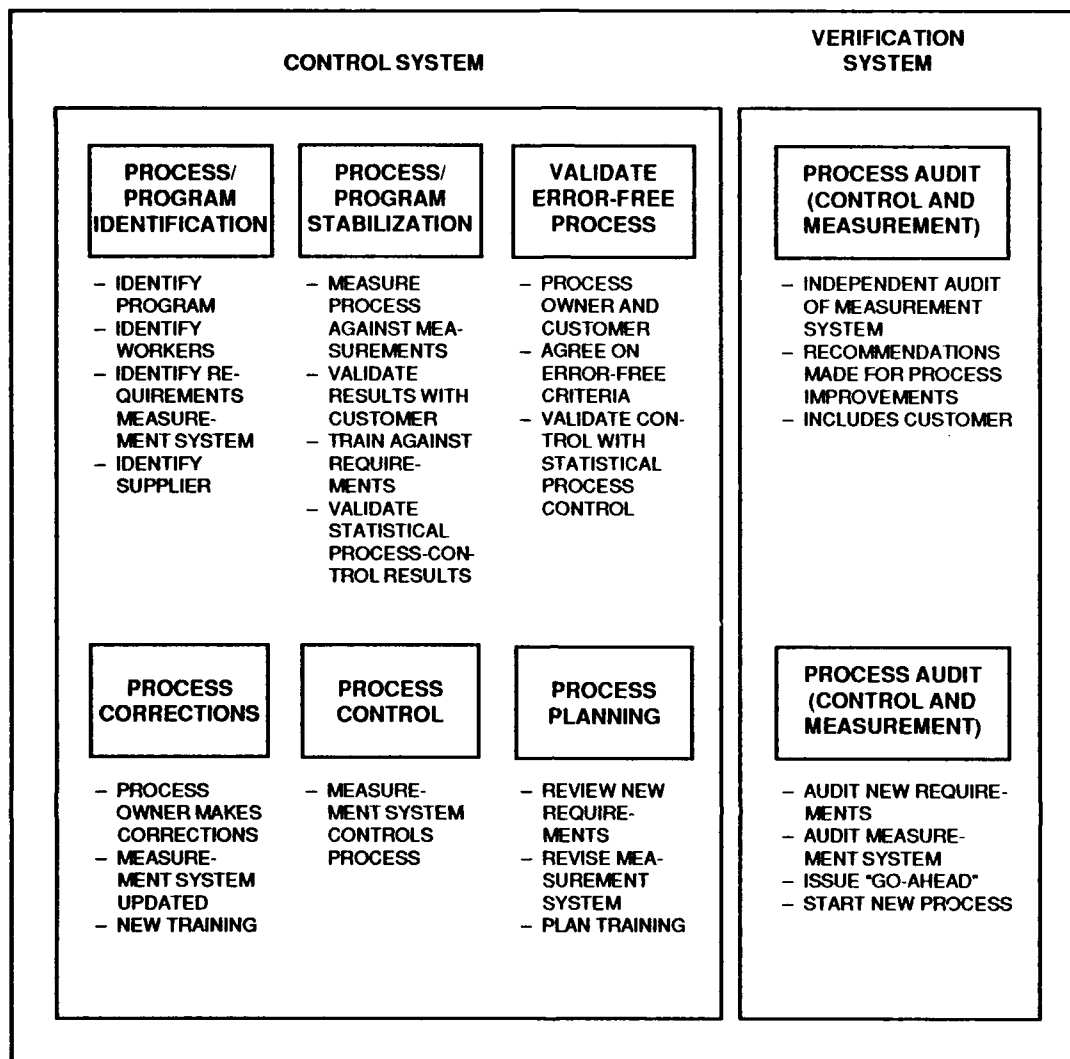 CONTROL SYSTEM
VERIFICATION
SYSTEM
PROCESS/
PROGRAM
IDENTIFICATION
– IDENTIFY
PROGRAM
– IDENTIFY
WORKERS
– IDENTIFY RE-
QUIREMENTS
MEASURE-
MENT SYSTEM
– IDENTIFY
SUPPLIER
PROCESS/
PROGRAM
STABILIZATION
– MEASURE
PROCESS
AGAINST MEA-
SUREMENTS
– VALIDATE
RESULTS WITH
CUSTOMER
– TRAIN AGAINST
REQUIRE-
MENTS
– VALIDATE
STATISTICAL
PROCESS-CON-
TROL RESULTS
VALIDATE
ERROR-FREE
PROCESS
– PROCESS
OWNER AND
CUSTOMER
– AGREE ON
ERROR-FREE
CRITERIA
– VALIDATE CON-
TROL WITH
STATISTICAL
PROCESS
CONTROL
PROCESS AUDIT
(CONTROL AND
MEASUREMENT)
– INDEPENDENT AUDIT
OF MEASUREMENT
SYSTEM
– RECOMMENDATIONS
MADE FOR PROCESS
IMPROVEMENTS
– INCLUDES CUSTOMER
PROCESS
CORRECTIONS
– PROCESS
OWNER MAKES
CORRECTIONS
– MEASURE-
MENT SYSTEM
UPDATED
– NEW TRAINING
PROCESS
CONTROL
– MEASURE-
MENT SYSTEM
CONTROLS
PROCESS
PROCESS
PLANNING
– REVIEW NEW
REQUIRE-
MENTS
– REVISE MEA-
SUREMENT
SYSTEM
– PLAN TRAINING
PROCESS AUDIT
(CONTROL AND
MEASUREMENT)
– AUDIT NEW REQUIRE-
MENTS
– AUDIT MEASURE-
MENT SYSTEM
– ISSUE "GO-AHEAD"
– START NEW PROCESS